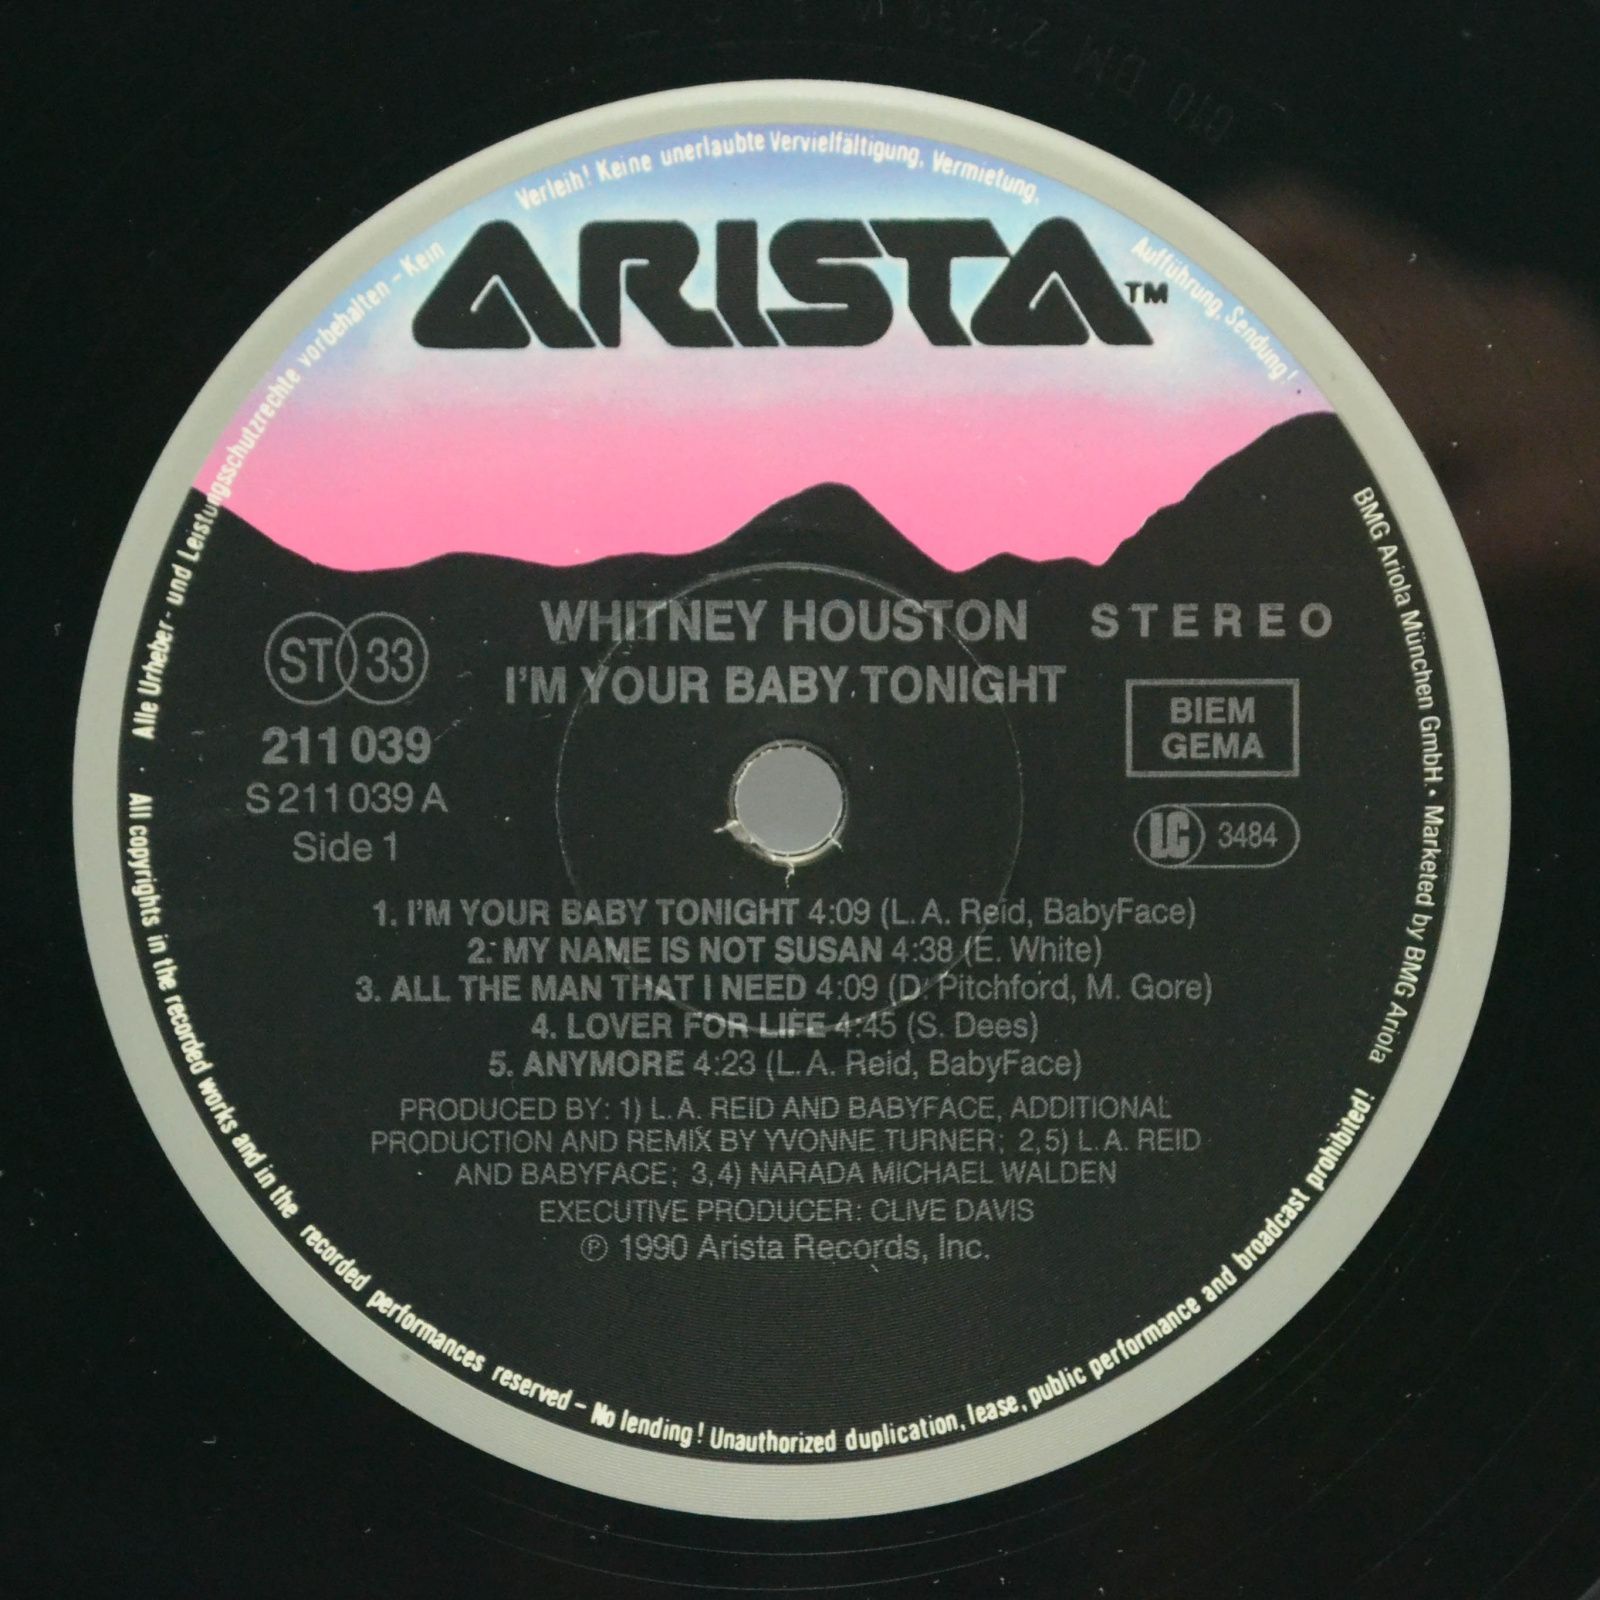 Alle Urheber- und Leistungsschutzrechte vorbehalten - Kein Verleih! Keine unerlaubte Vervielfältigung, Vermietung, Aufführung, Sendung!
ARISTA™
WHITNEY HOUSTON
I'M YOUR BABY TONIGHT
STEREO
ST 33
211 039
S 211 039 A
Side 1
BIEM
GEMA
LC 3484
1. I'M YOUR BABY TONIGHT 4:09 (L.A. Reid, BabyFace)
2. MY NAME IS NOT SUSAN 4:38 (E. White)
3. ALL THE MAN THAT I NEED 4:09 (D. Pitchford, M. Gore)
4. LOVER FOR LIFE 4:45 (S. Dees)
5. ANYMORE 4:23 (L.A. Reid, BabyFace)
PRODUCED BY: 1) L.A. REID AND BABYFACE, ADDITIONAL
PRODUCTION AND REMIX BY YVONNE TURNER; 2,5) L.A. REID
AND BABYFACE; 3,4) NARADA MICHAEL WALDEN
EXECUTIVE PRODUCER: CLIVE DAVIS
℗ 1990 Arista Records, Inc.
BMG Ariola München GmbH · Marketed by BMG Ariola
All copyrights in the recorded works and in the recorded performances reserved - No lending! Unauthorized duplication, lease, public performance and broadcast prohibited!